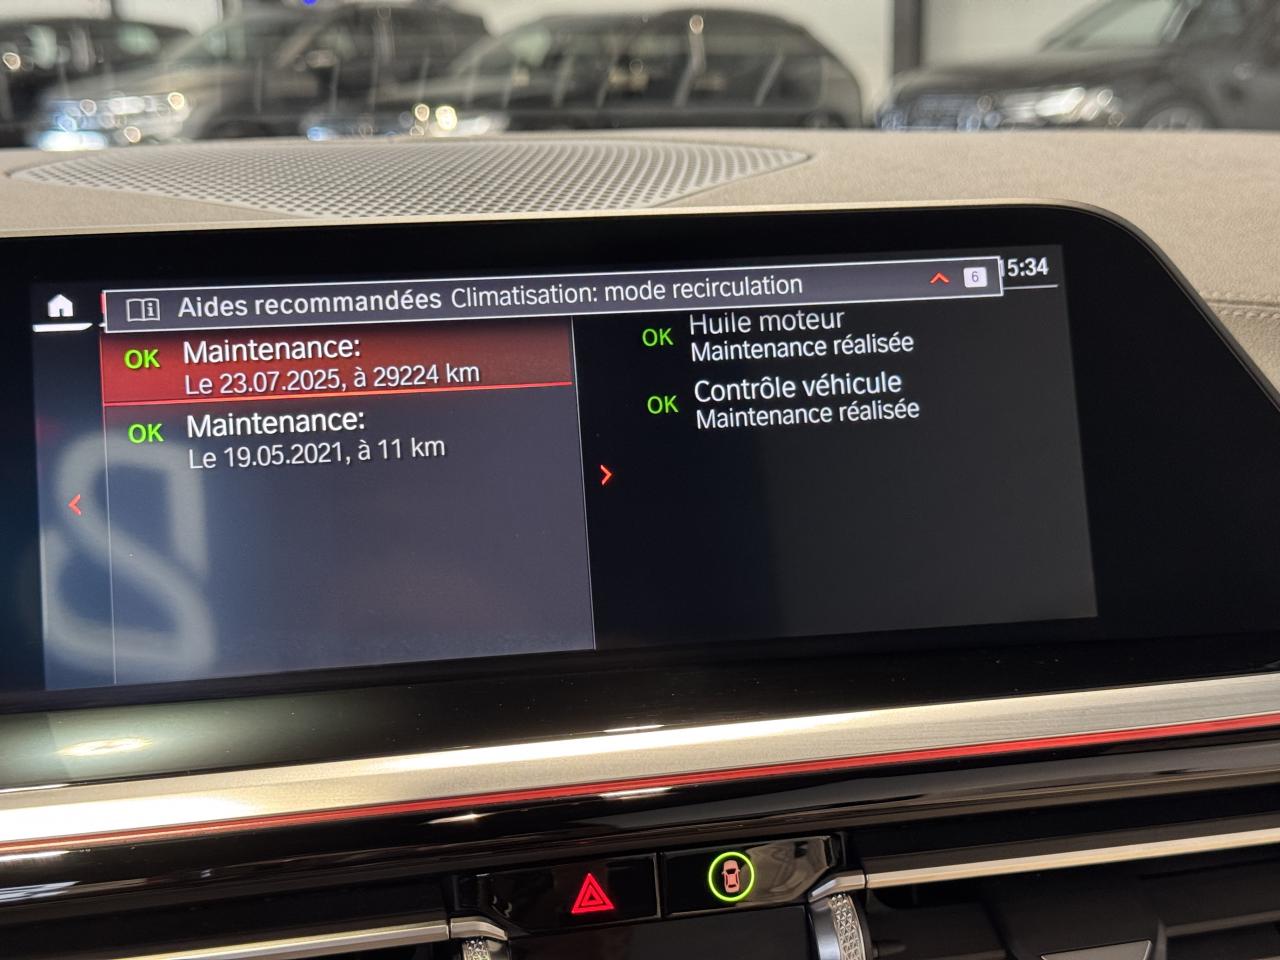 Aides recommandées Climatisation: mode recirculation 6
15:34
OK Maintenance:
Le 23.07.2025, à 29224 km
OK Maintenance:
Le 19.05.2021, à 11 km
OK Huile moteur
Maintenance réalisée
OK Contrôle véhicule
Maintenance réalisée